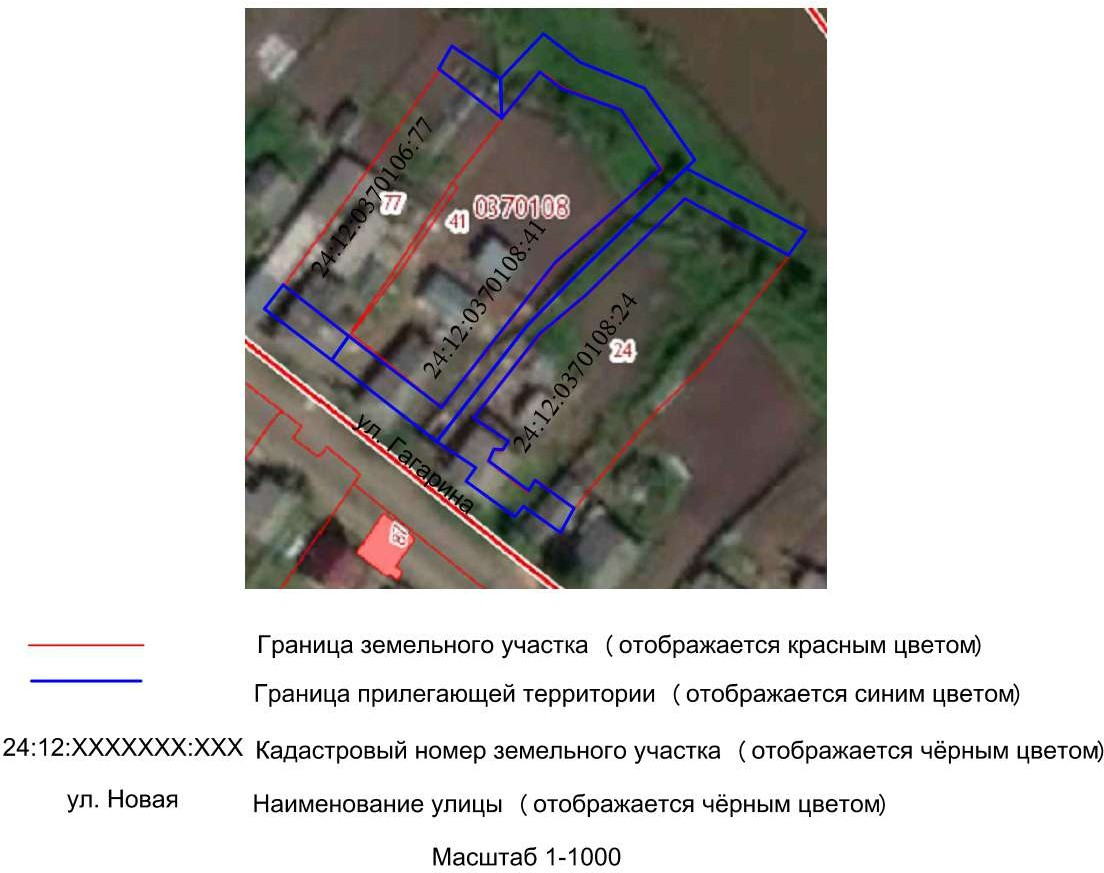 24:12:0370106:77
77
41
0370108
24:12:0370108:41
24:12:0370108:24
24
ул. Гагарина
Граница земельного участка ( отображается красным цветом)
Граница прилегающей территории ( отображается синим цветом)
24:12:XXXXXXX:XXX Кадастровый номер земельного участка ( отображается чёрным цветом)
ул. Новая Наименование улицы ( отображается чёрным цветом)
Масштаб 1-1000